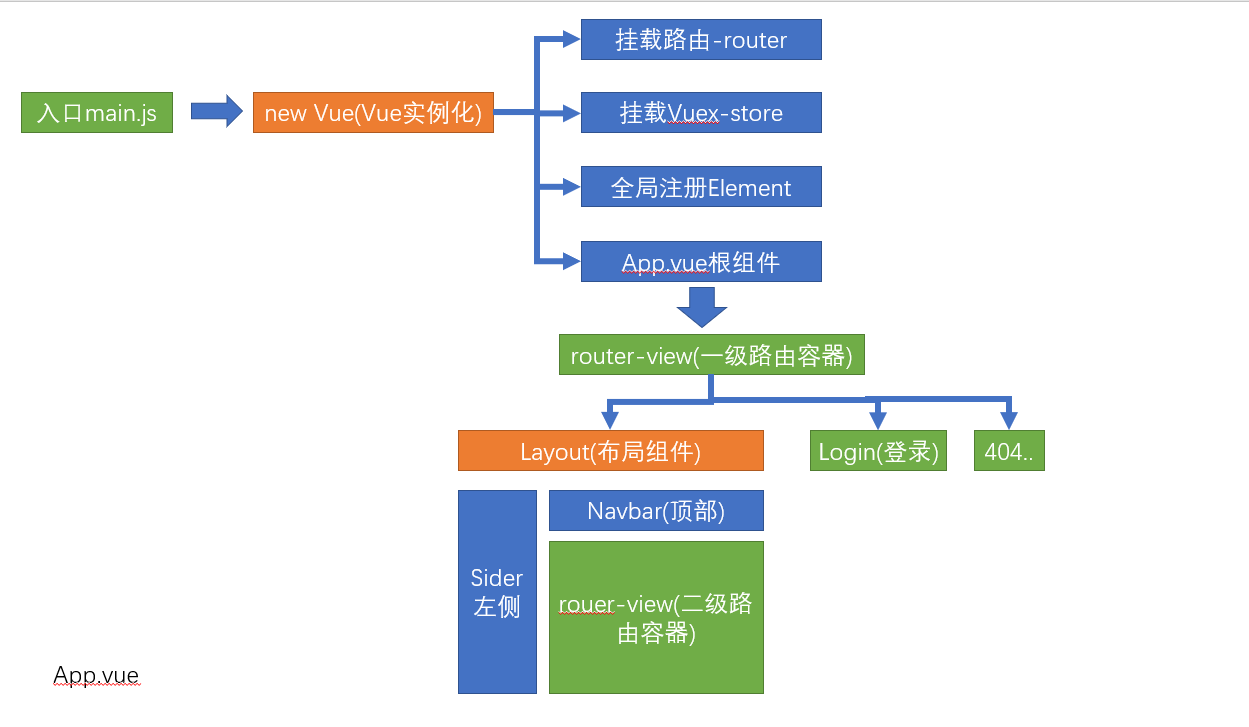 挂载路由-router
入口main.js
new Vue(Vue实例化)
挂载Vuex-store
全局注册Element
App.vue根组件
router-view(一级路由容器)
Layout(布局组件)
Login(登录)
404..
Navbar(顶部)
Sider
左侧
rouer-view(二级路
由容器)
App.vue